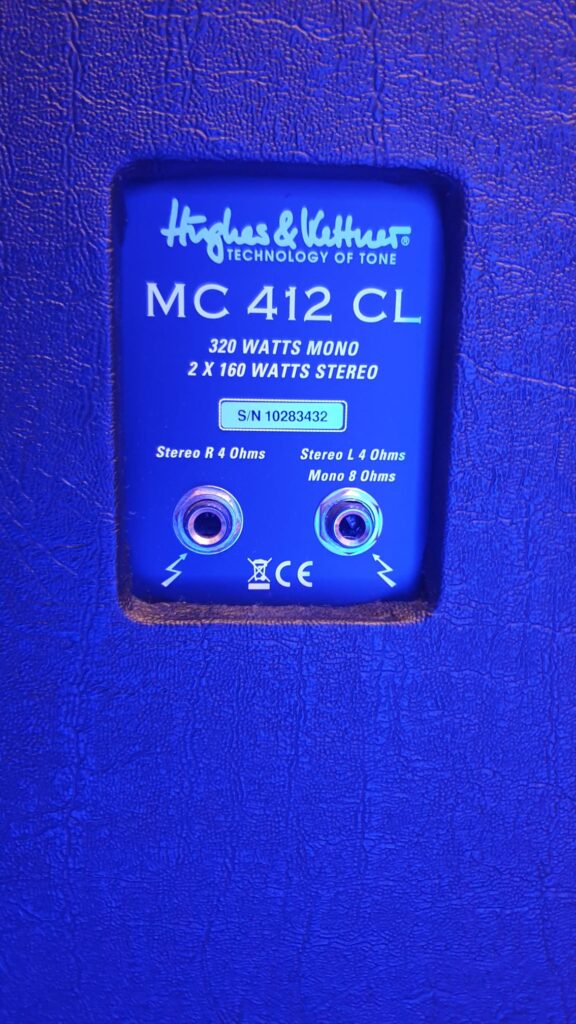 Hughes & Kettner®
TECHNOLOGY OF TONE
MC 412 CL
320 WATTS MONO
2 X 160 WATTS STEREO
S/N 10283432
Stereo R 4 Ohms
Stereo L 4 Ohms
Mono 8 Ohms
CE